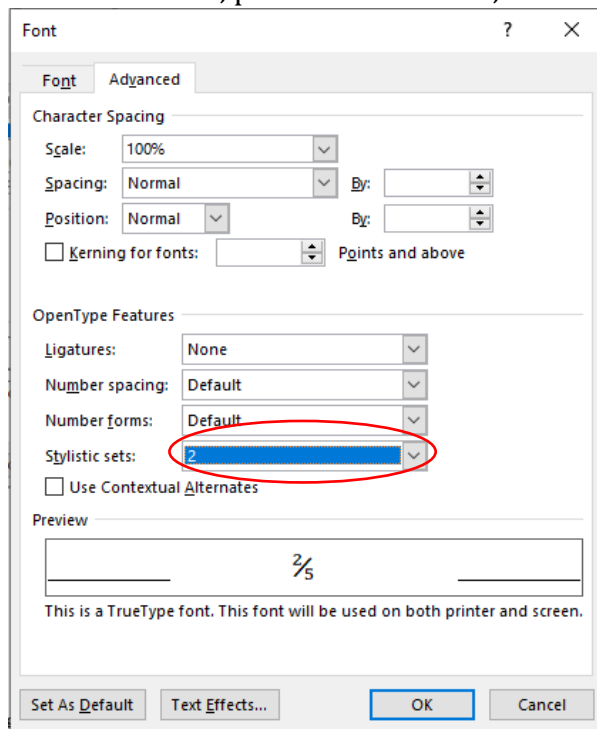 Font ?
Font Advanced
Character Spacing
Scale: 100%
Spacing: Normal By:
Position: Normal By:
Kerning for fonts: Points and above
OpenType Features
Ligatures: None
Number spacing: Default
Number forms: Default
Stylistic sets: 2
Use Contextual Alternates
Preview
⅖
This is a TrueType font. This font will be used on both printer and screen.
Set As Default Text Effects... OK Cancel